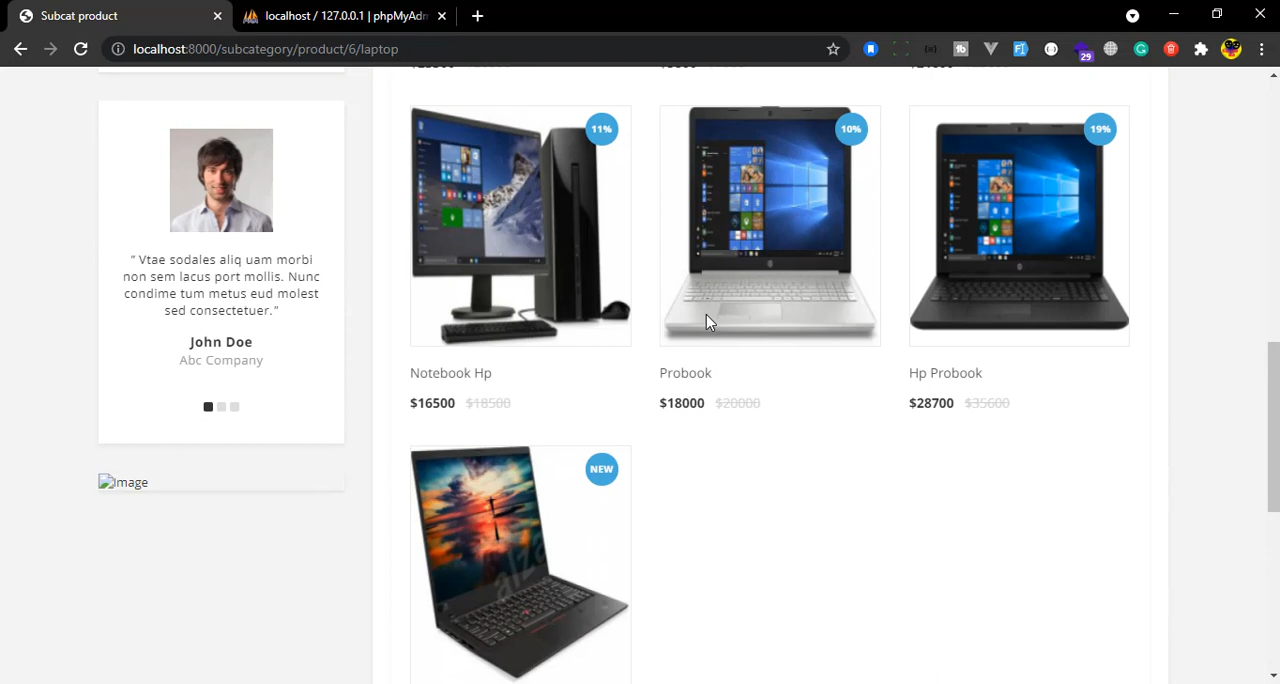 Subcat product
localhost / 127.0.0.1 | phpMyAdm
localhost:8000/subcategory/product/6/laptop
29
11%
10%
19%
" Vtae sodales aliq uam morbi
non sem lacus port mollis. Nunc
condime tum metus eud molest
sed consectetuer."
John Doe
Abc Company
Image
Notebook Hp
$16500 $18500
Probook
$18000 $20000
Hp Probook
$28700 $35600
NEW